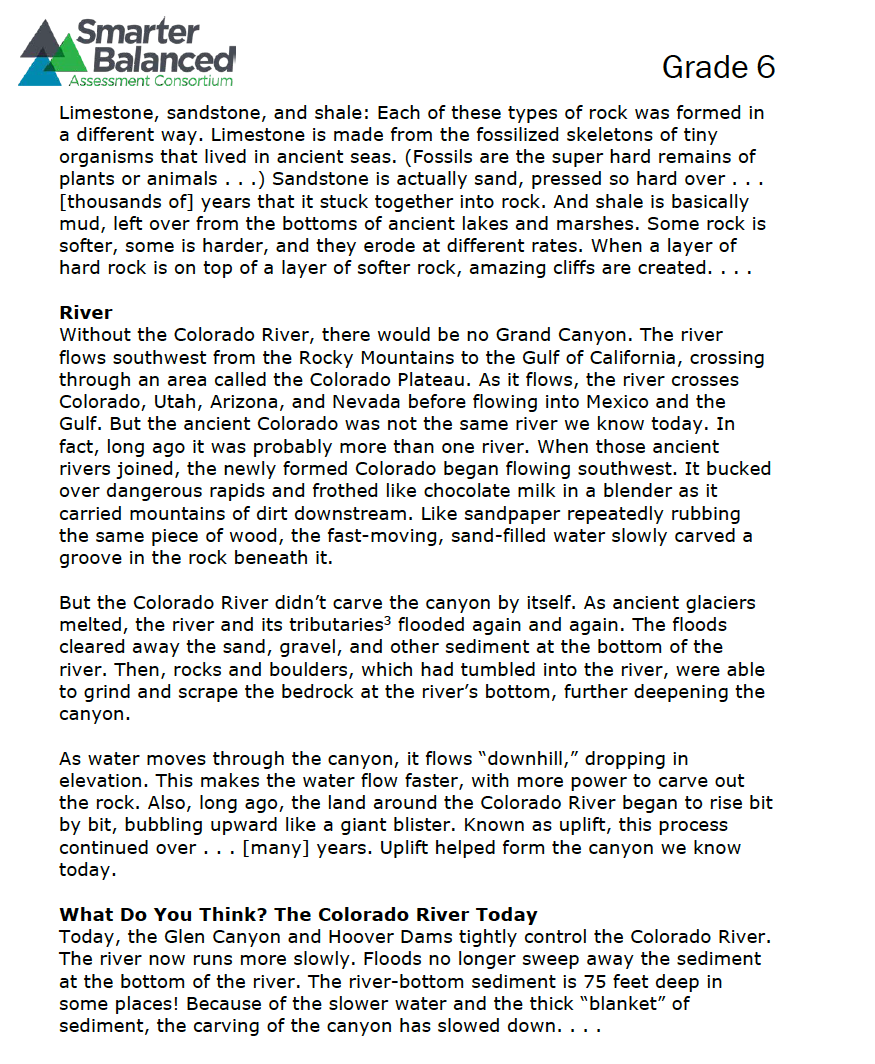 Smarter
Balanced
Assessment Consortium
Grade 6
Limestone, sandstone, and shale: Each of these types of rock was formed in
a different way. Limestone is made from the fossilized skeletons of tiny
organisms that lived in ancient seas. (Fossils are the super hard remains of
plants or animals . . .) Sandstone is actually sand, pressed so hard over . . .
[thousands of] years that it stuck together into rock. And shale is basically
mud, left over from the bottoms of ancient lakes and marshes. Some rock is
softer, some is harder, and they erode at different rates. When a layer of
hard rock is on top of a layer of softer rock, amazing cliffs are created. . . .
River
Without the Colorado River, there would be no Grand Canyon. The river
flows southwest from the Rocky Mountains to the Gulf of California, crossing
through an area called the Colorado Plateau. As it flows, the river crosses
Colorado, Utah, Arizona, and Nevada before flowing into Mexico and the
Gulf. But the ancient Colorado was not the same river we know today. In
fact, long ago it was probably more than one river. When those ancient
rivers joined, the newly formed Colorado began flowing southwest. It bucked
over dangerous rapids and frothed like chocolate milk in a blender as it
carried mountains of dirt downstream. Like sandpaper repeatedly rubbing
the same piece of wood, the fast-moving, sand-filled water slowly carved a
groove in the rock beneath it.
But the Colorado River didn’t carve the canyon by itself. As ancient glaciers
melted, the river and its tributaries³ flooded again and again. The floods
cleared away the sand, gravel, and other sediment at the bottom of the
river. Then, rocks and boulders, which had tumbled into the river, were able
to grind and scrape the bedrock at the river’s bottom, further deepening the
canyon.
As water moves through the canyon, it flows “downhill,” dropping in
elevation. This makes the water flow faster, with more power to carve out
the rock. Also, long ago, the land around the Colorado River began to rise bit
by bit, bubbling upward like a giant blister. Known as uplift, this process
continued over . . . [many] years. Uplift helped form the canyon we know
today.
What Do You Think? The Colorado River Today
Today, the Glen Canyon and Hoover Dams tightly control the Colorado River.
The river now runs more slowly. Floods no longer sweep away the sediment
at the bottom of the river. The river-bottom sediment is 75 feet deep in
some places! Because of the slower water and the thick “blanket” of
sediment, the carving of the canyon has slowed down. . . .